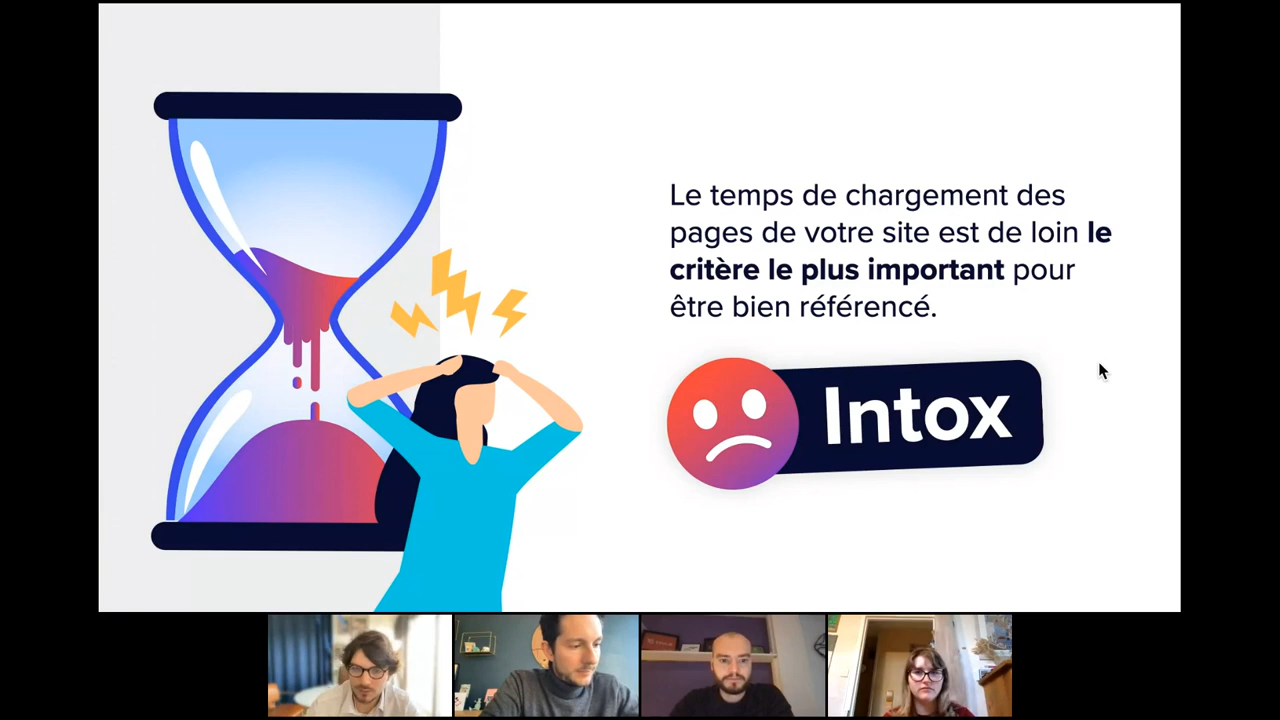 Le temps de chargement des
pages de votre site est de loin le
critère le plus important pour
être bien référencé.
Intox